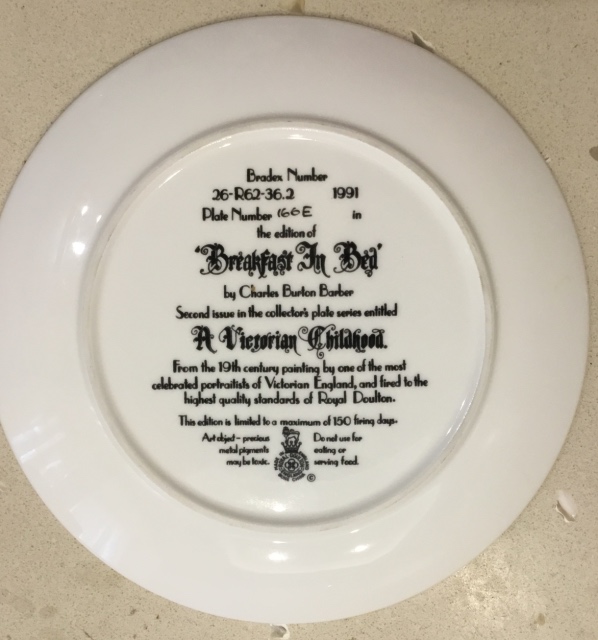 Bradex Number
26-R62-36.2 1991
Plate Number 166E in
the edition of
"Breakfast In Bed"
by Charles Burton Barber
Second issue in the collector's plate series entitled
A Victorian Childhood.
From the 19th century painting by one of the most
celebrated portraitists of Victorian England, and fired to the
highest quality standards of Royal Doulton.
This edition is limited to a maximum of 150 firing days.
Art object – precious
metal pigments
may be toxic.
Do not use for
eating or
serving food.
©